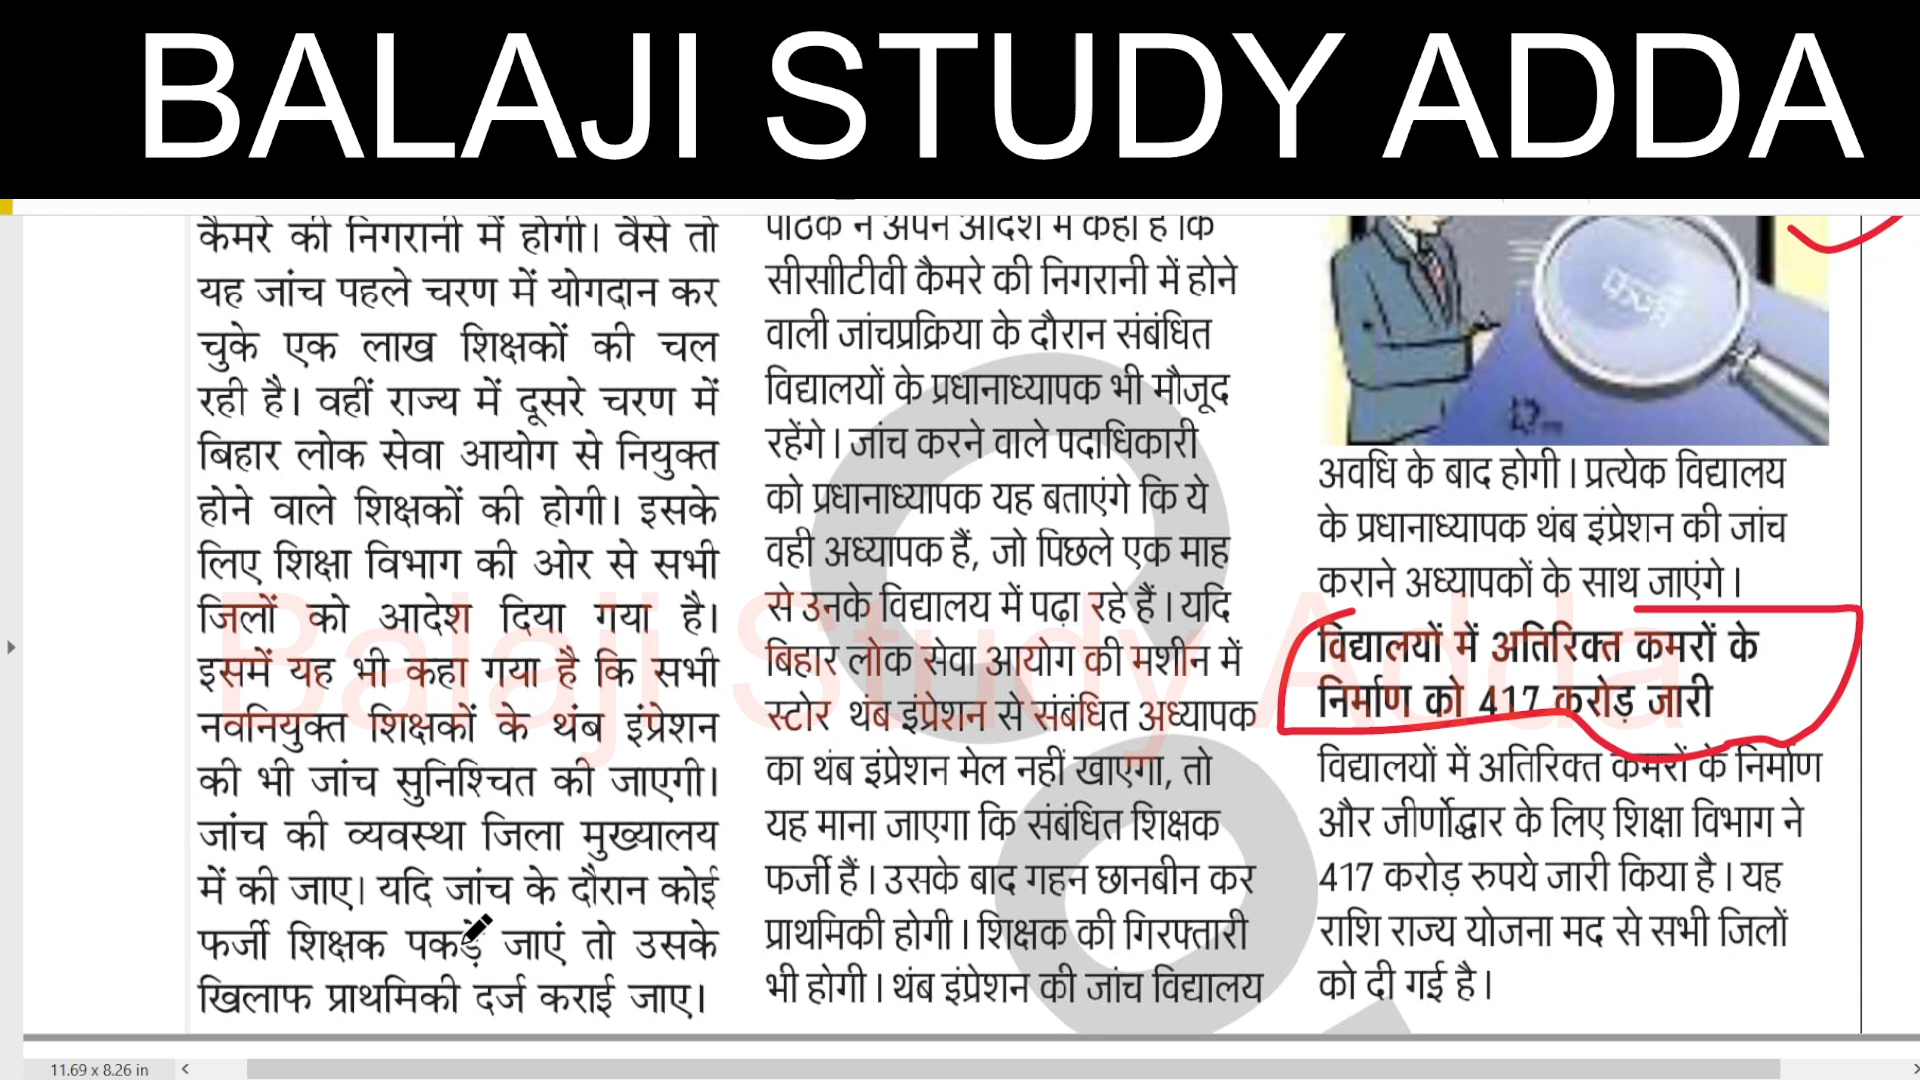 BALAJI STUDY ADDA
कैमरे की निगरानी में होगी। वैसे तो
यह जांच पहले चरण में योगदान कर
चुके एक लाख शिक्षकों की चल
रही है। वहीं राज्य में दूसरे चरण में
बिहार लोक सेवा आयोग से नियुक्त
होने वाले शिक्षकों की होगी। इसके
लिए शिक्षा विभाग की ओर से सभी
जिलों को आदेश दिया गया है।
इसमें यह भी कहा गया है कि सभी
नवनियुक्त शिक्षकों के थंब इंप्रेशन
की भी जांच सुनिश्चित की जाएगी।
जांच की व्यवस्था जिला मुख्यालय
में की जाए। यदि जांच के दौरान कोई
फर्जी शिक्षक पकड़े जाएं तो उसके
खिलाफ प्राथमिकी दर्ज कराई जाए।
पाठक ने अपने आदेश में कहा है कि
सीसाीटीवी कैमरे की निगरानी में होने
वाली जांचप्रक्रिया के दौरान संबंधित
विद्यालयों के प्रधानाध्यापक भी मौजूद
रहेंगे। जांच करने वाले पदाधिकारी
को प्रधानाध्यापक यह बताएंगे कि ये
वही अध्यापक हैं, जो पिछले एक माह
से उनके विद्यालय में पढ़ा रहे हैं। यदि
बिहार लोक सेवा आयोग की मशीन में
स्टोर थंब इंप्रेशन से संबंधित अध्यापक
का थंब इंप्रेशन मेल नहीं खाएगा, तो
यह माना जाएगा कि संबंधित शिक्षक
फर्जी हैं। उसके बाद गहन छानबीन कर
प्राथमिकी होगी। शिक्षक की गिरफ्तारी
भी होगी। थंब इंप्रेशन की जांच विद्यालय
फर्जी
अवधि के बाद होगी। प्रत्येक विद्यालय
के प्रधानाध्यापक थंब इंप्रेशन की जांच
कराने अध्यापकों के साथ जाएंगे।
विद्यालयों में अतिरिक्त कमरों के
निर्माण को 417 करोड़ जारी
विद्यालयों में अतिरिक्त कमरों के निर्माण
और जीर्णोद्धार के लिए शिक्षा विभाग ने
417 करोड़ रुपये जारी किया है। यह
राशि राज्य योजना मद से सभी जिलों
को दी गई है।
Balaji Study Adda
11.69 x 8.26 in